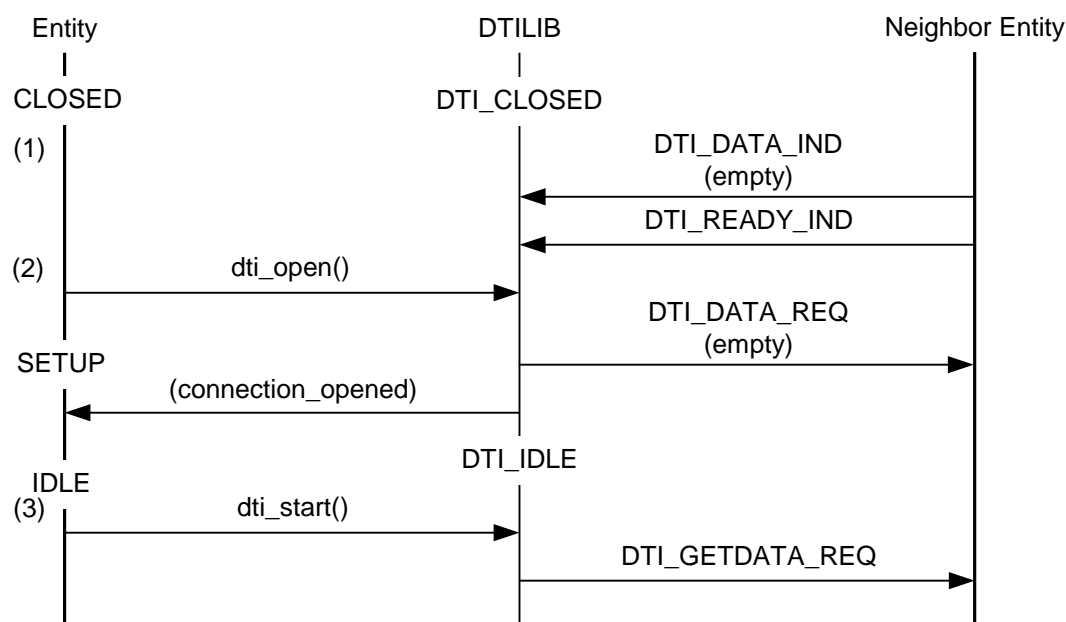 Entity
DTILIB
Neighbor Entity
CLOSED
DTI_CLOSED
(1)
DTI_DATA_IND
(empty)
DTI_READY_IND
(2)
dti_open()
DTI_DATA_REQ
(empty)
SETUP
(connection_opened)
DTI_IDLE
IDLE
(3)
dti_start()
DTI_GETDATA_REQ